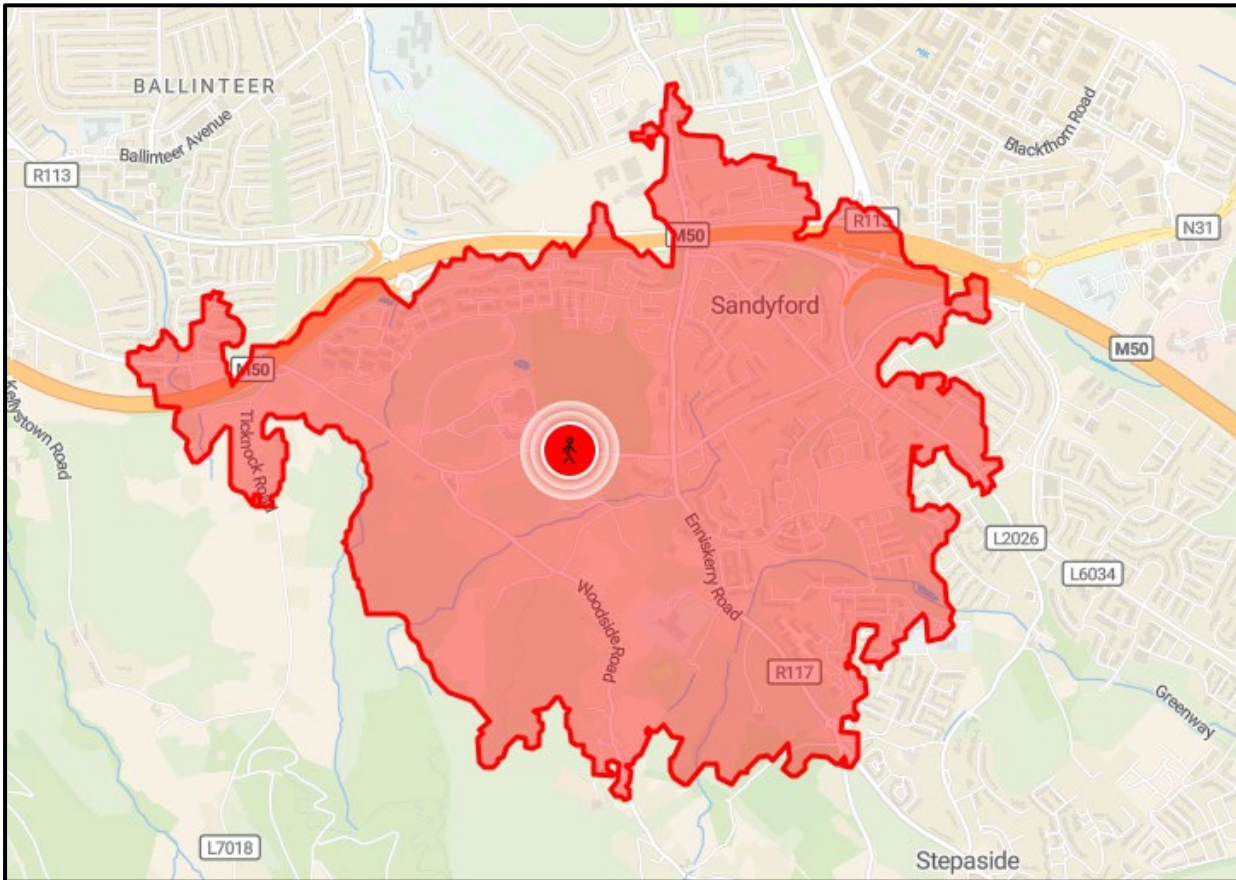 BALLINTEER
Ballinteer Avenue
R113
Blackthorn Road
R113
N31
M50
Sandyford
M50
M50
Kellystown Road
Ticknock Road
L2026
Enniskerry Road
L6034
Woodside Road
R117
Greenway
L7018
Stepaside